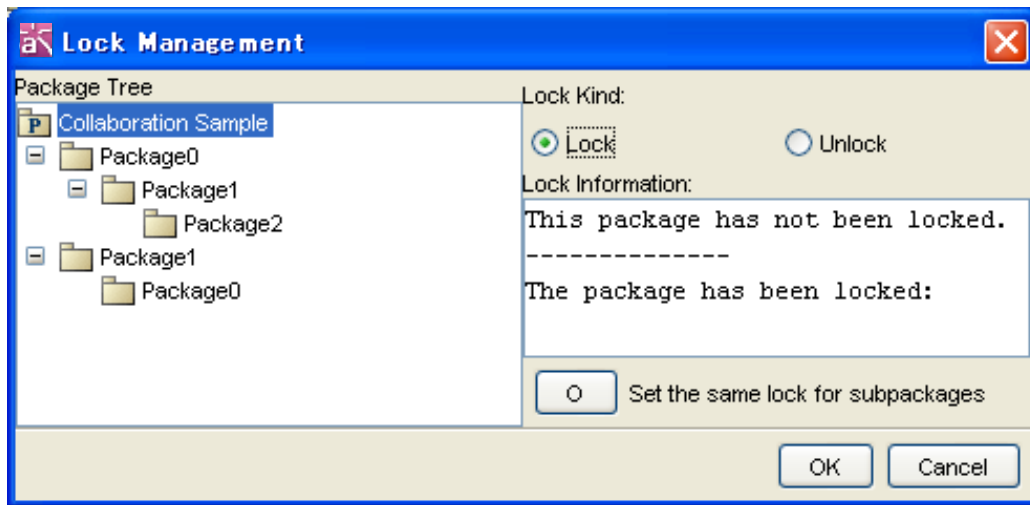 Lock Management
Package Tree
Collaboration Sample
Package0
Package1
Package2
Package1
Package0
Lock Kind:
Lock
Unlock
Lock Information:
This package has not been locked.
--------------
The package has been locked:
O
Set the same lock for subpackages
OK
Cancel